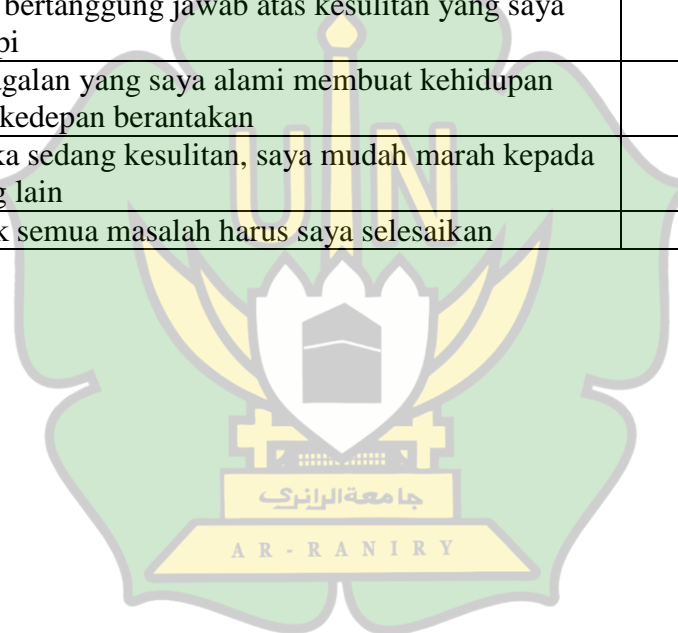 bertanggung jawab atas kesulitan yang saya
pi
galan yang saya alami membuat kehidupan
kedepan berantakan
ka sedang kesulitan, saya mudah marah kepada
g lain
k semua masalah harus saya selesaikan
UIN
جامعة الرانري
AR-RANIRY